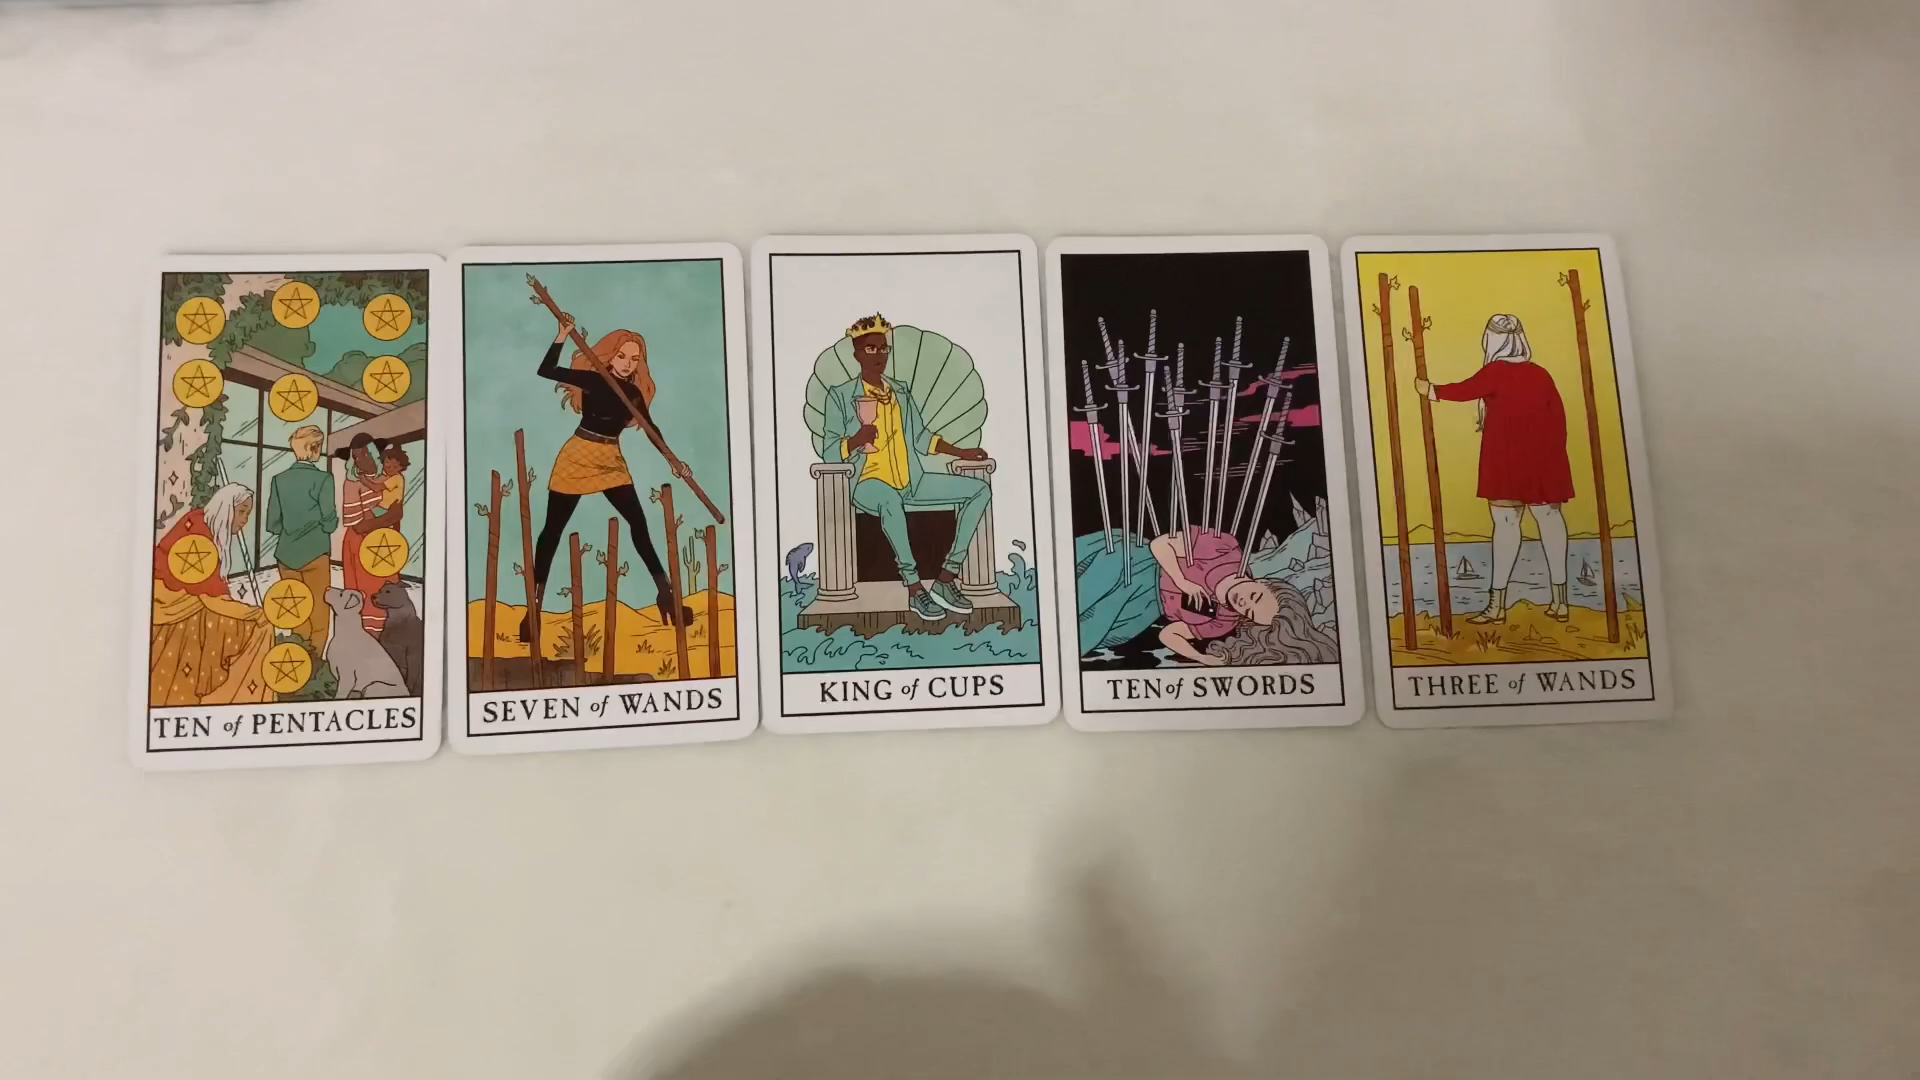 TEN of PENTACLES
SEVEN of WANDS
KING of CUPS
TEN of SWORDS
THREE of WANDS